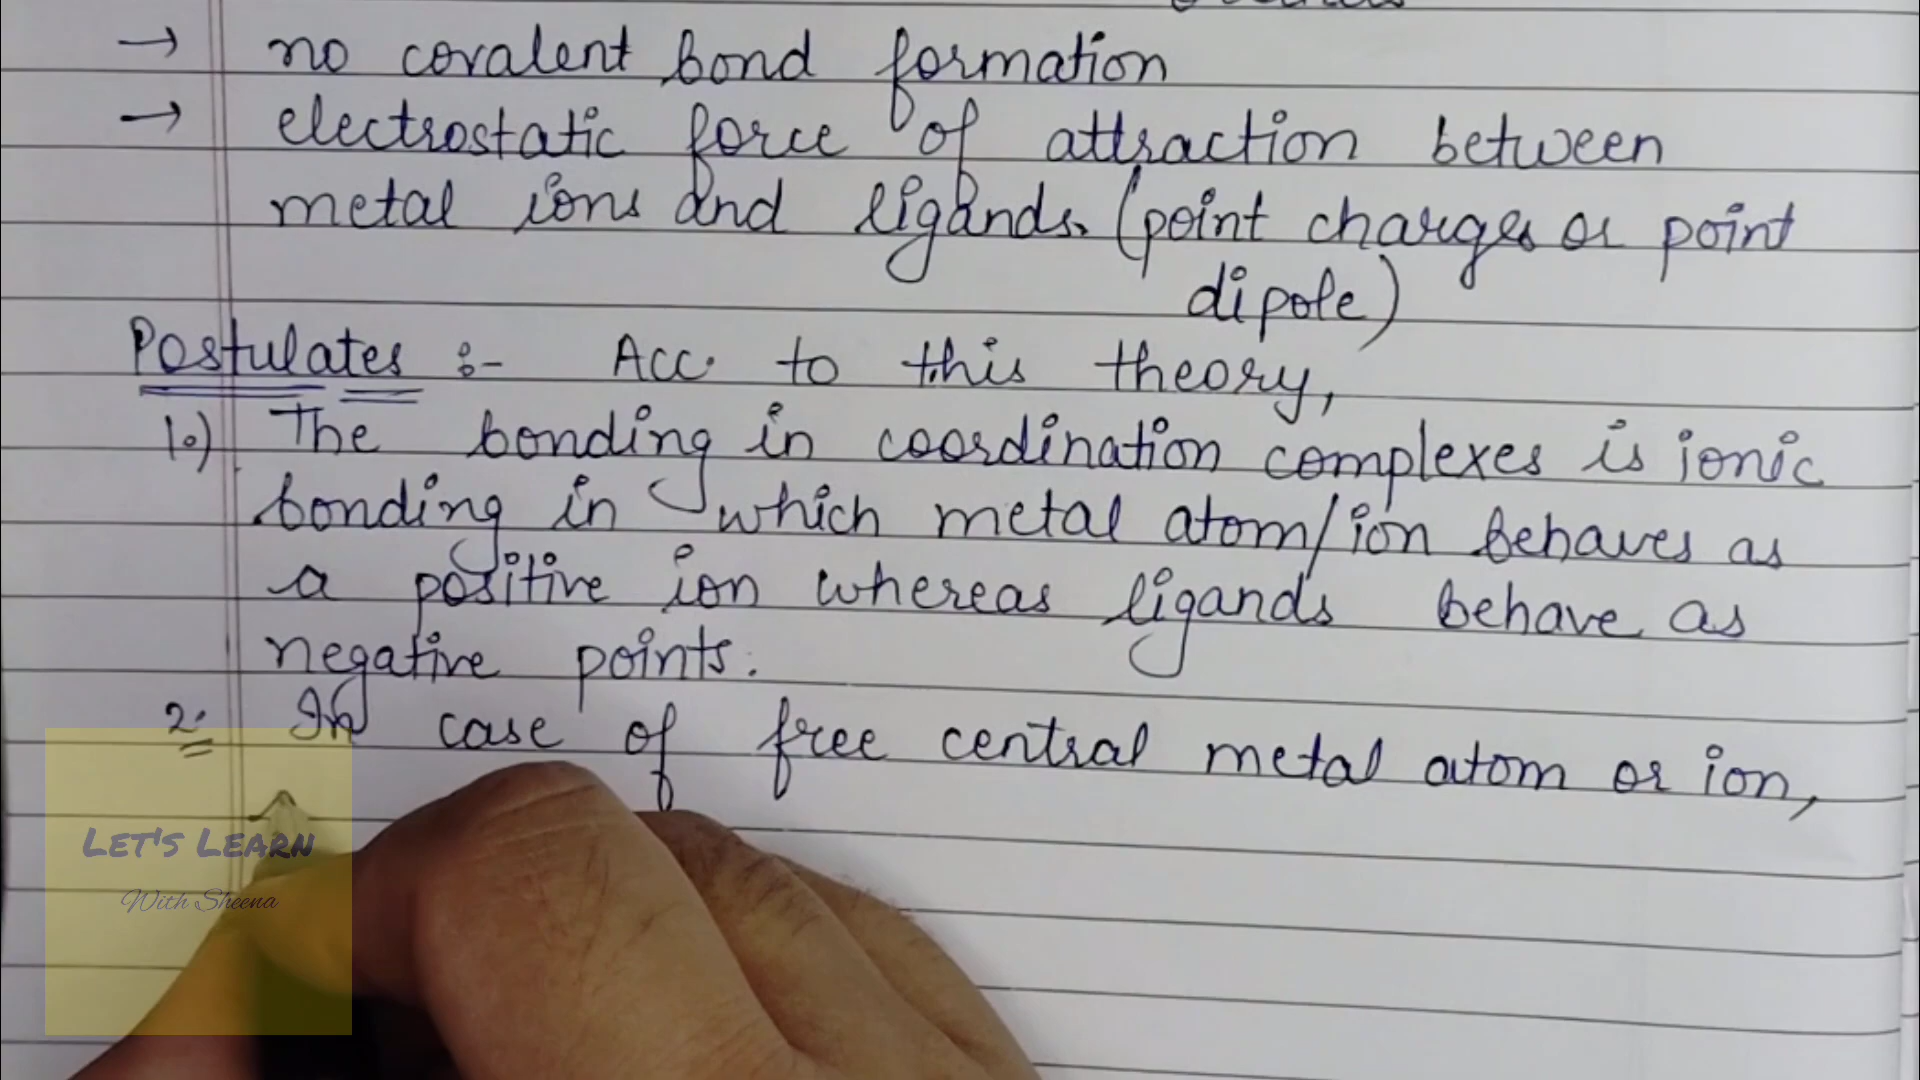 → no covalent bond formation
→ electrostatic force of attraction between
metal ions and ligands. (point charges or point
dipole)
Postulates :- Acc. to this theory,
1.) The bonding in coordination complexes is ionic
bonding in which metal atom/ion behaves as
a positive ion whereas ligands behave as
negative points.
2. In case of free central metal atom or ion,
LET'S LEARN
With Sheena